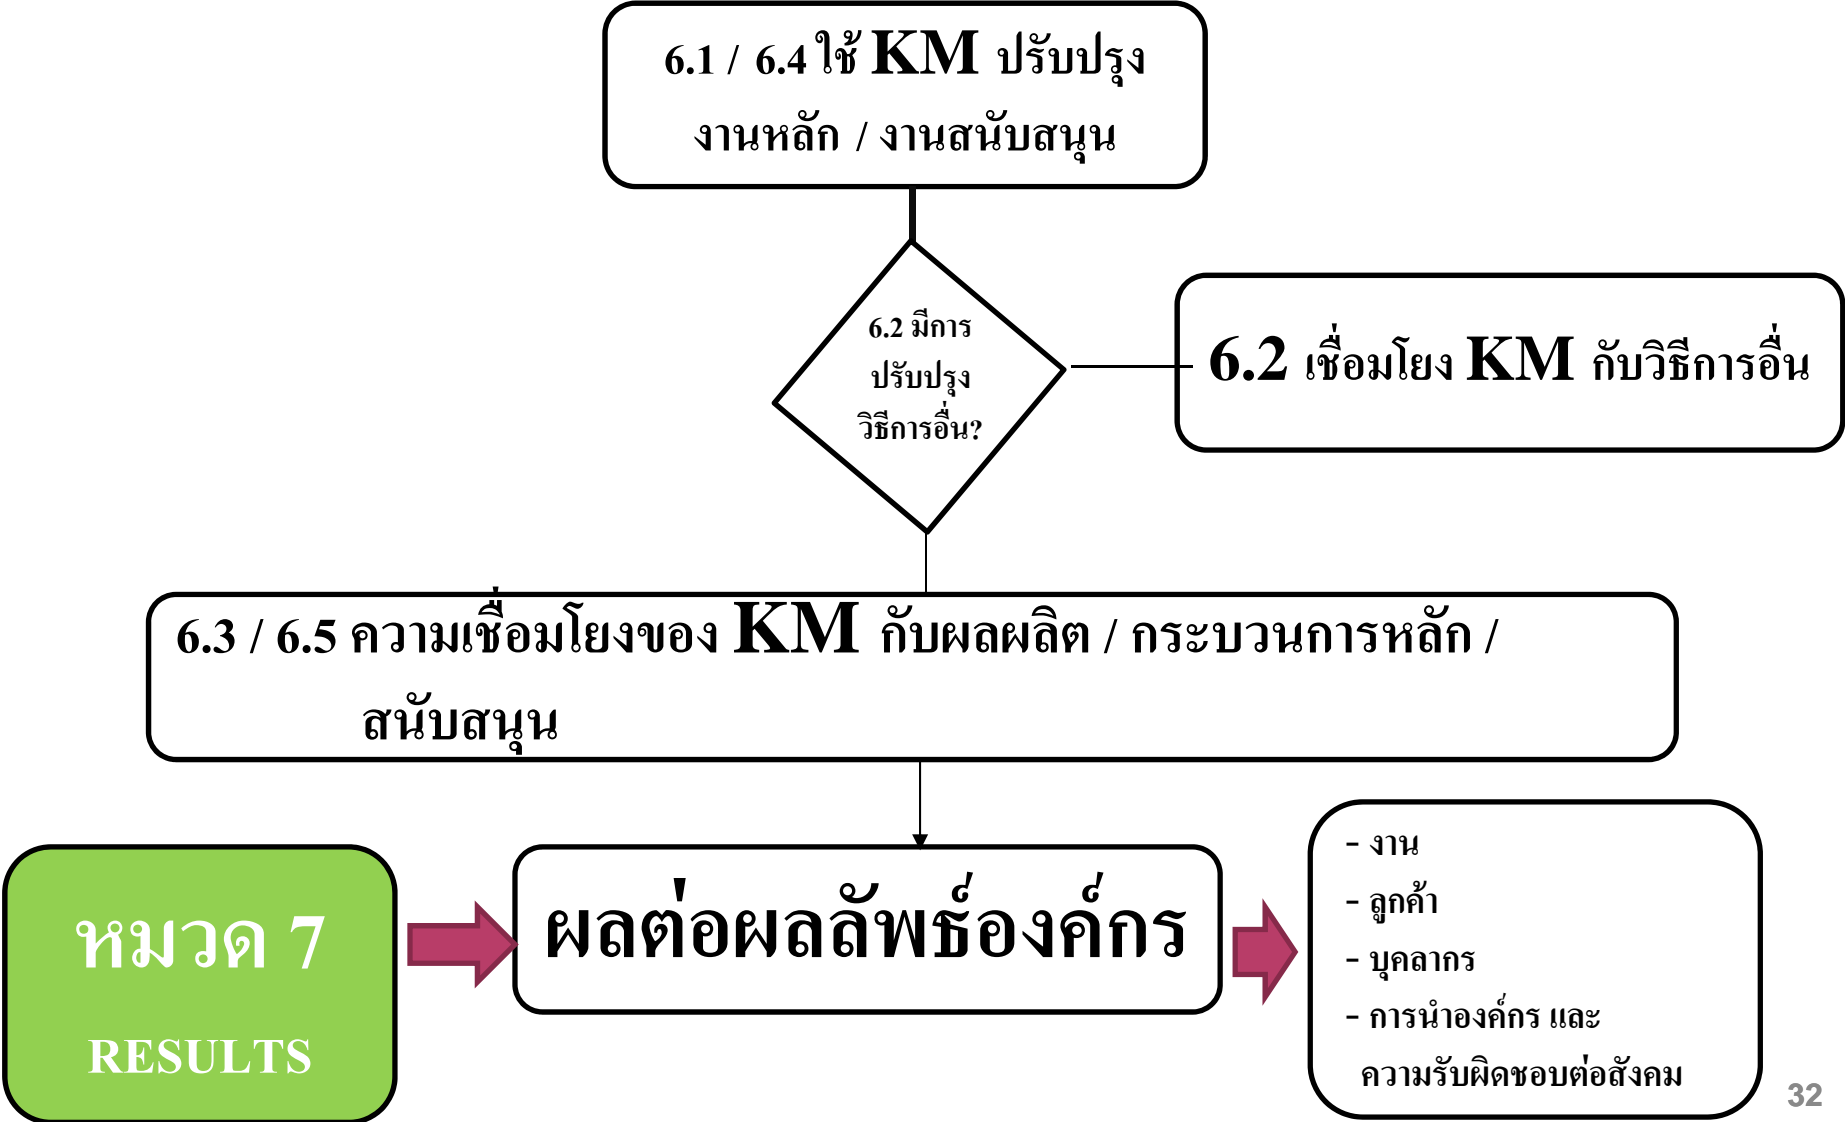 6.1 / 6.4 ใช้ KM ปรับปรุง
งานหลัก / งานสนับสนุน
6.2 มีการ
ปรับปรุง
วิธีการอื่น?
6.2 เชื่อมโยง KM กับวิธีการอื่น
6.3 / 6.5 ความเชื่อมโยงของ KM กับผลผลิต / กระบวนการหลัก /
สนับสนุน
หมวด 7
RESULTS
ผลต่อผลลัพธ์องค์กร
- งาน
- ลูกค้า
- บุคลากร
- การนำองค์กร และ
ความรับผิดชอบต่อสังคม
32